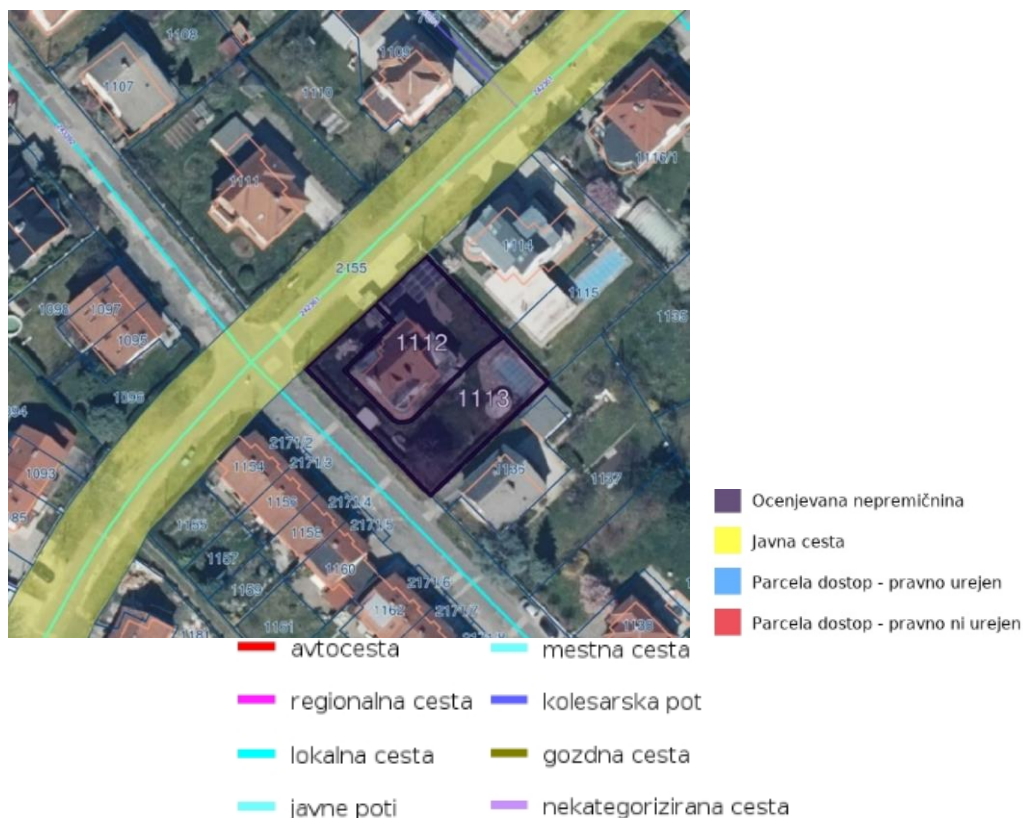 1108
1109
1107
1110
1116/1
1111
1114
2155
1115
1098
1097
1135
1095
1112
1096
1113
2171/2
1093
1154
2171/3
1136
1137
1156
2171/4
1155
1158
1157
1160
1159
2171/6
1162
2171/7
1161
1181
Ocenjevana nepremičnina
Javna cesta
Parcela dostop - pravno urejen
Parcela dostop - pravno ni urejen
avtocesta
mestna cesta
regionalna cesta
kolesarska pot
lokalna cesta
gozdna cesta
javne poti
nekategorizirana cesta